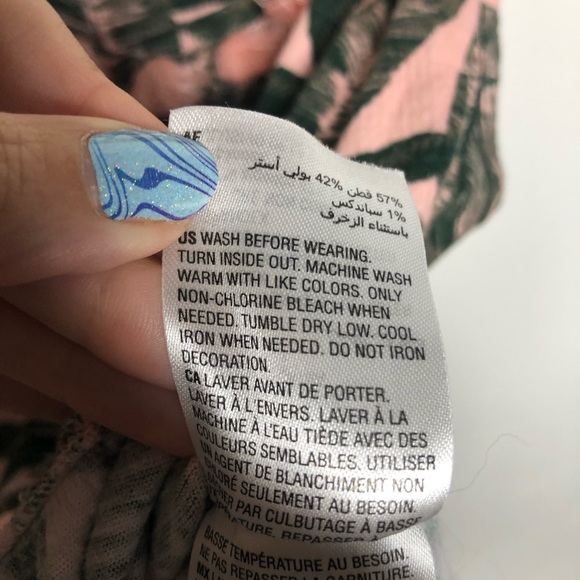 AE
57% قطن 42% بولي أستر
1% سباندكس
باستثناء الزخرف
US WASH BEFORE WEARING.
TURN INSIDE OUT. MACHINE WASH
WARM WITH LIKE COLORS. ONLY
NON-CHLORINE BLEACH WHEN
NEEDED. TUMBLE DRY LOW. COOL
IRON WHEN NEEDED. DO NOT IRON
DECORATION.
CA LAVER AVANT DE PORTER.
LAVER À L'ENVERS. LAVER À LA
MACHINE À L'EAU TIÈDE AVEC DES
COULEURS SEMBLABLES. UTILISER
UN AGENT DE BLANCHIMENT NON
SEULEMENT AU BESOIN.
PAR CULBUTAGE À BASSE
REPASSER À
BASSE TEMPÉRATURE AU BESOIN.
NE PAS REPASSER LA GARNITURE.
MX